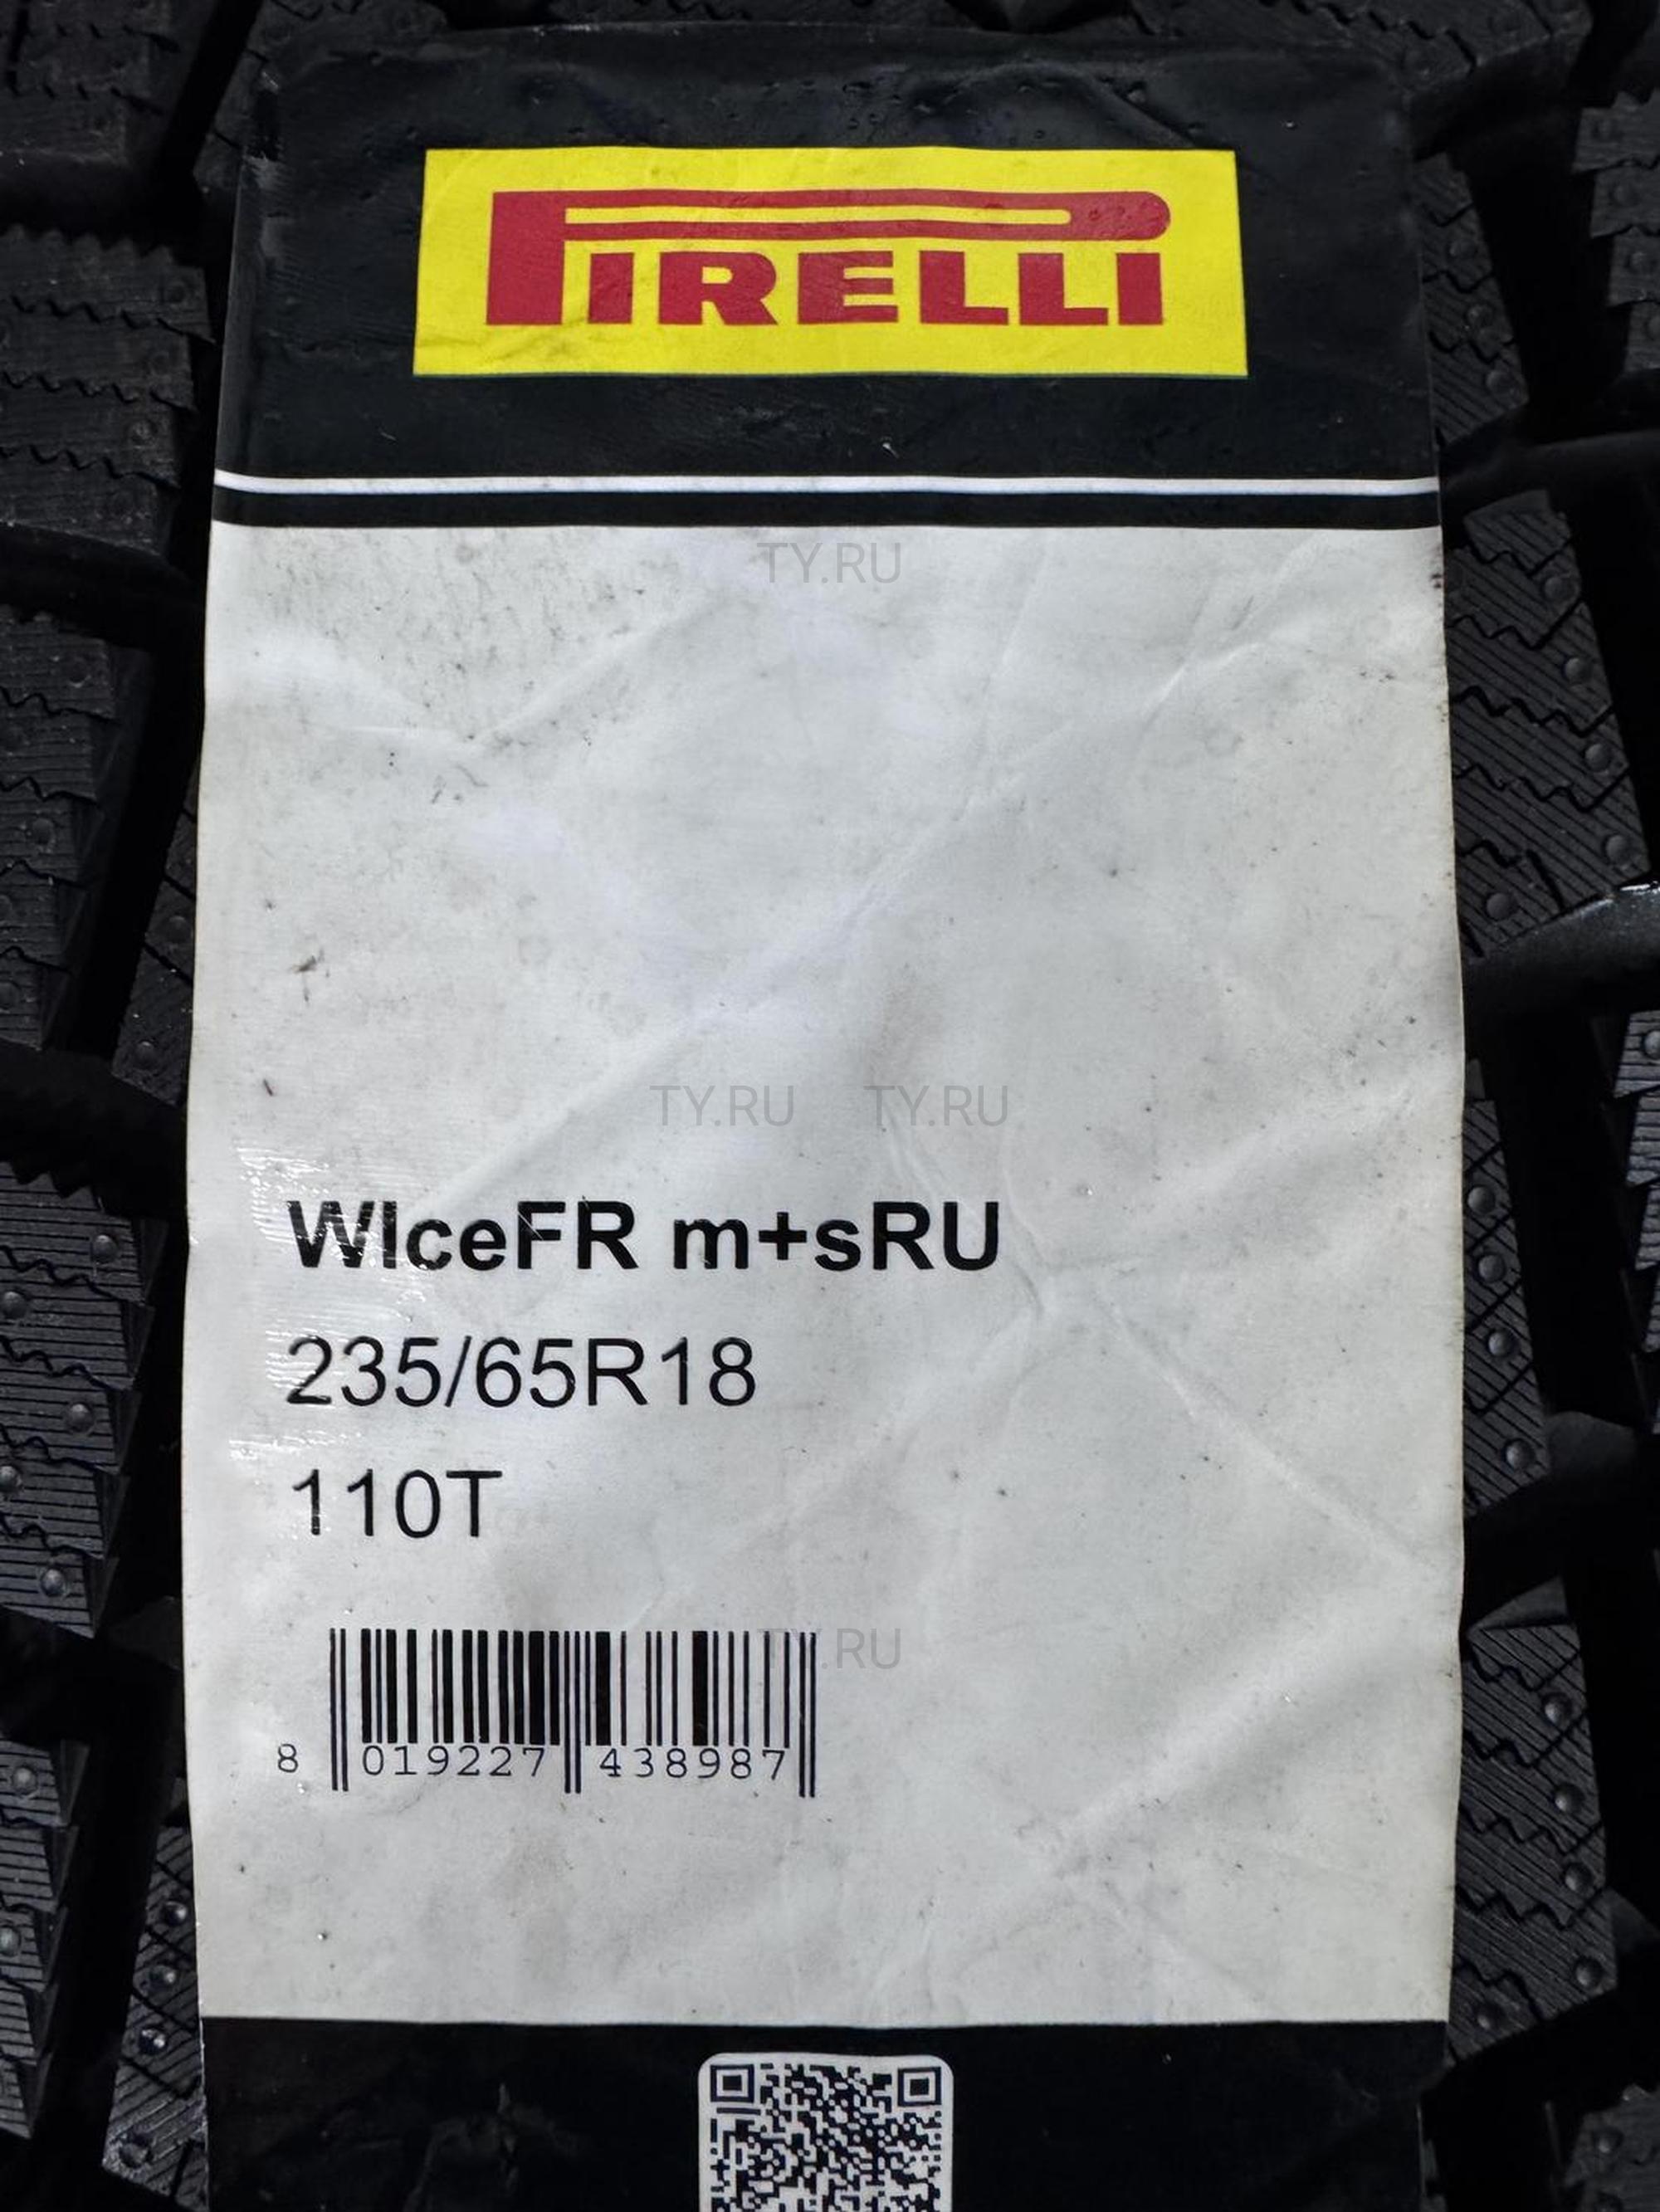 PIRELLI
TY.RU
TY.RU TY.RU
WIceFR m+sRU
235/65R18
110T
TY.RU
8 019227 438987